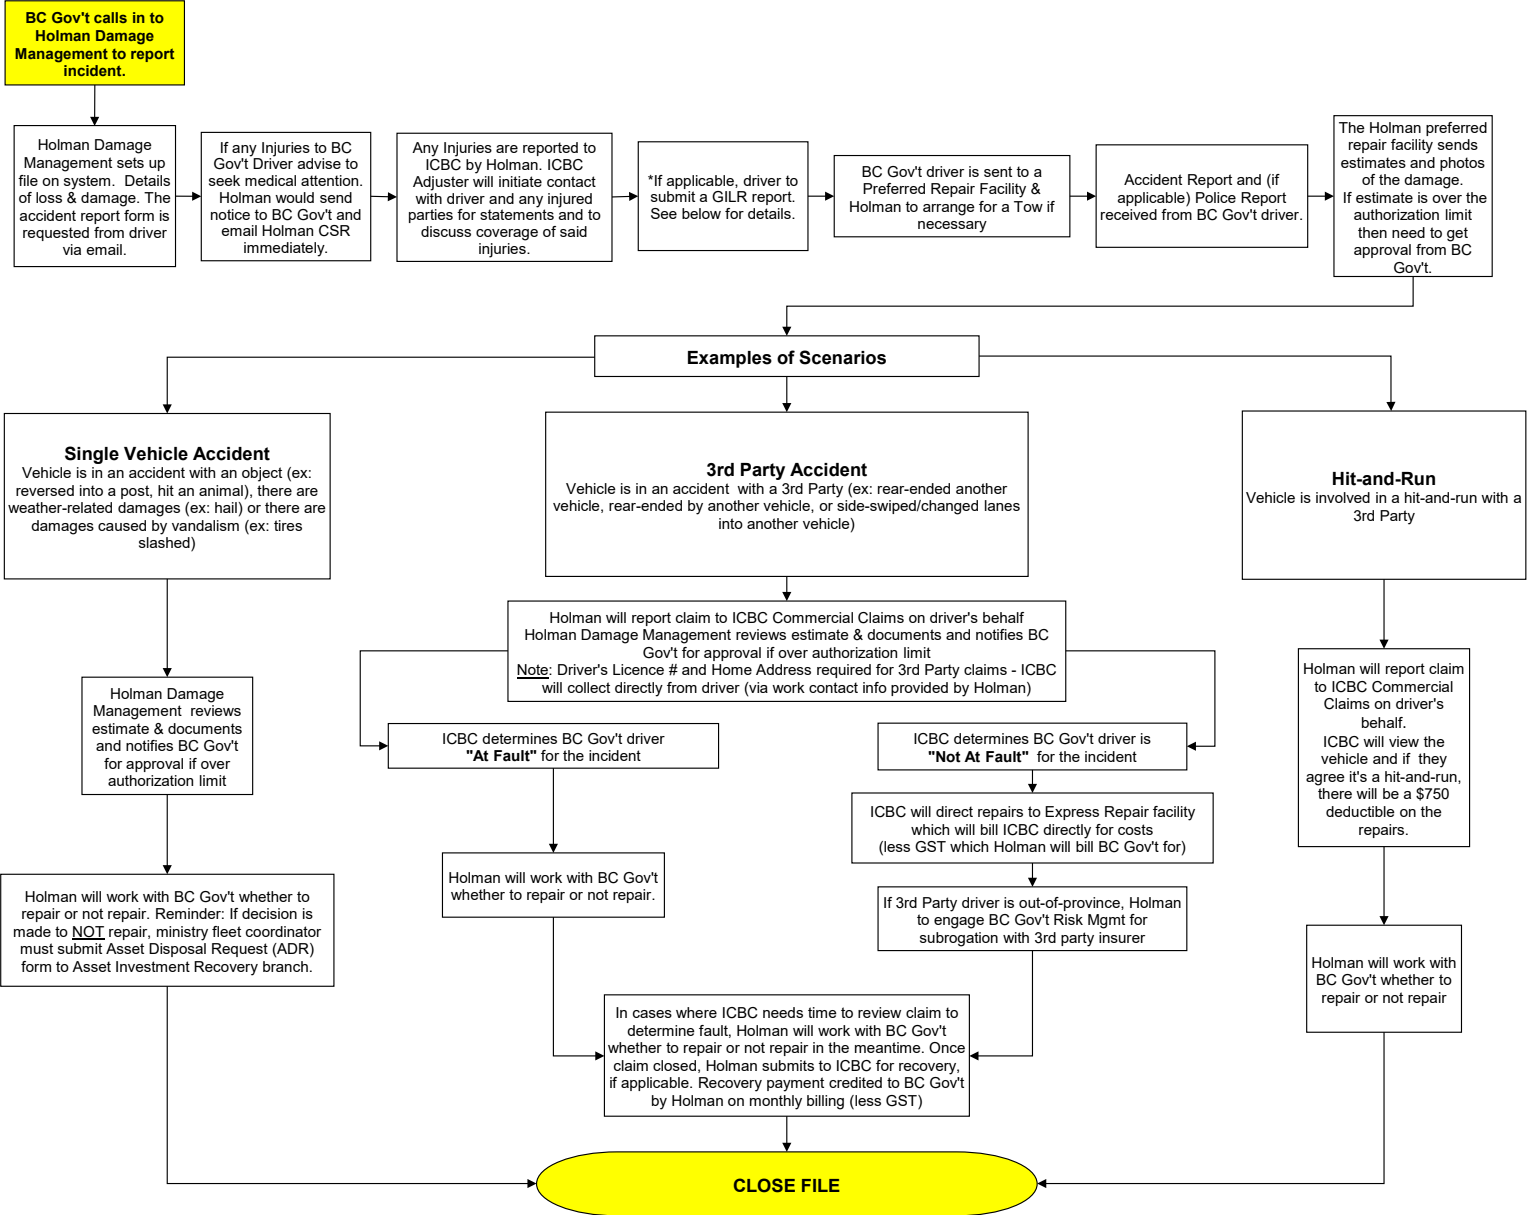 BC Gov't calls in to
Holman Damage
Management to report
incident.
Holman Damage
Management sets up
file on system.  Details
of loss & damage. The
accident report form is
requested from driver
via email.
If any Injuries to BC
Gov't Driver advise to
seek medical attention.
Holman would send
notice to BC Gov't and
email Holman CSR
immediately.
Any Injuries are reported to
ICBC by Holman. ICBC
Adjuster will initiate contact
with driver and any injured
parties for statements and to
discuss coverage of said
injuries.
*If applicable, driver to
submit a GILR report.
See below for details.
BC Gov't driver is sent to a
Preferred Repair Facility &
Holman to arrange for a Tow if
necessary
Accident Report and (if
applicable) Police Report
received from BC Gov't driver.
The Holman preferred
repair facility sends
estimates and photos
of the damage.
If estimate is over the
authorization limit
then need to get
approval from BC
Gov't.
Examples of Scenarios
Single Vehicle Accident
Vehicle is in an accident with an object (ex:
reversed into a post, hit an animal), there are
weather-related damages (ex: hail) or there are
damages caused by vandalism (ex: tires
slashed)
3rd Party Accident
Vehicle is in an accident  with a 3rd Party (ex: rear-ended another
vehicle, rear-ended by another vehicle, or side-swiped/changed lanes
into another vehicle)
Hit-and-Run
Vehicle is involved in a hit-and-run with a
3rd Party
Holman will report claim to ICBC Commercial Claims on driver's behalf
Holman Damage Management reviews estimate & documents and notifies BC
Gov't for approval if over authorization limit
Note: Driver's Licence # and Home Address required for 3rd Party claims - ICBC
will collect directly from driver (via work contact info provided by Holman)
Holman Damage
Management  reviews
estimate & documents
and notifies BC Gov't
for approval if over
authorization limit
ICBC determines BC Gov't driver
"At Fault" for the incident
ICBC determines BC Gov't driver is
"Not At Fault"  for the incident
Holman will report claim
to ICBC Commercial
Claims on driver's
behalf.
ICBC will view the
vehicle and if  they
agree it's a hit-and-run,
there will be a $750
deductible on the
repairs.
ICBC will direct repairs to Express Repair facility
which will bill ICBC directly for costs
(less GST which Holman will bill BC Gov't for)
Holman will work with BC Gov't
whether to repair or not repair.
Holman will work with BC Gov't whether to
repair or not repair. Reminder: If decision is
made to NOT repair, ministry fleet coordinator
must submit Asset Disposal Request (ADR)
form to Asset Investment Recovery branch.
If 3rd Party driver is out-of-province, Holman
to engage BC Gov't Risk Mgmt for
subrogation with 3rd party insurer
Holman will work with
BC Gov't whether to
repair or not repair
In cases where ICBC needs time to review claim to
determine fault, Holman will work with BC Gov't
whether to repair or not repair in the meantime. Once
claim closed, Holman submits to ICBC for recovery,
if applicable. Recovery payment credited to BC Gov't
by Holman on monthly billing (less GST)
CLOSE FILE